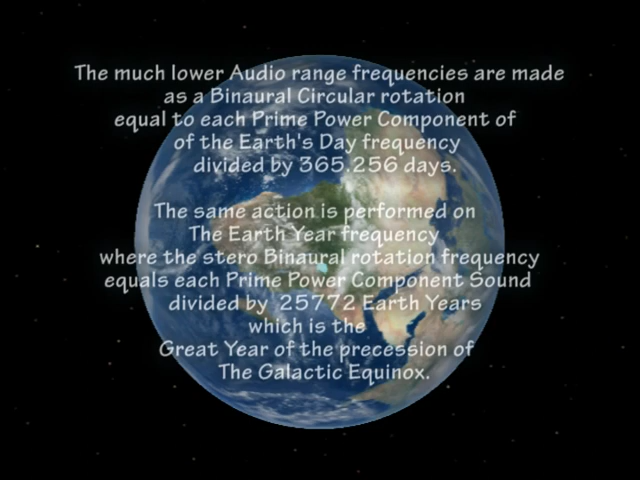 The much lower Audio range frequencies are made
as a Binaural Circular rotation
equal to each Prime Power Component of
of the Earth's Day frequency
divided by 365.256 days.
The same action is performed on
The Earth Year frequency
where the stero Binaural rotation frequency
equals each Prime Power Component Sound
divided by 25772 Earth Years
which is the
Great Year of the precession of
The Galactic Equinox.